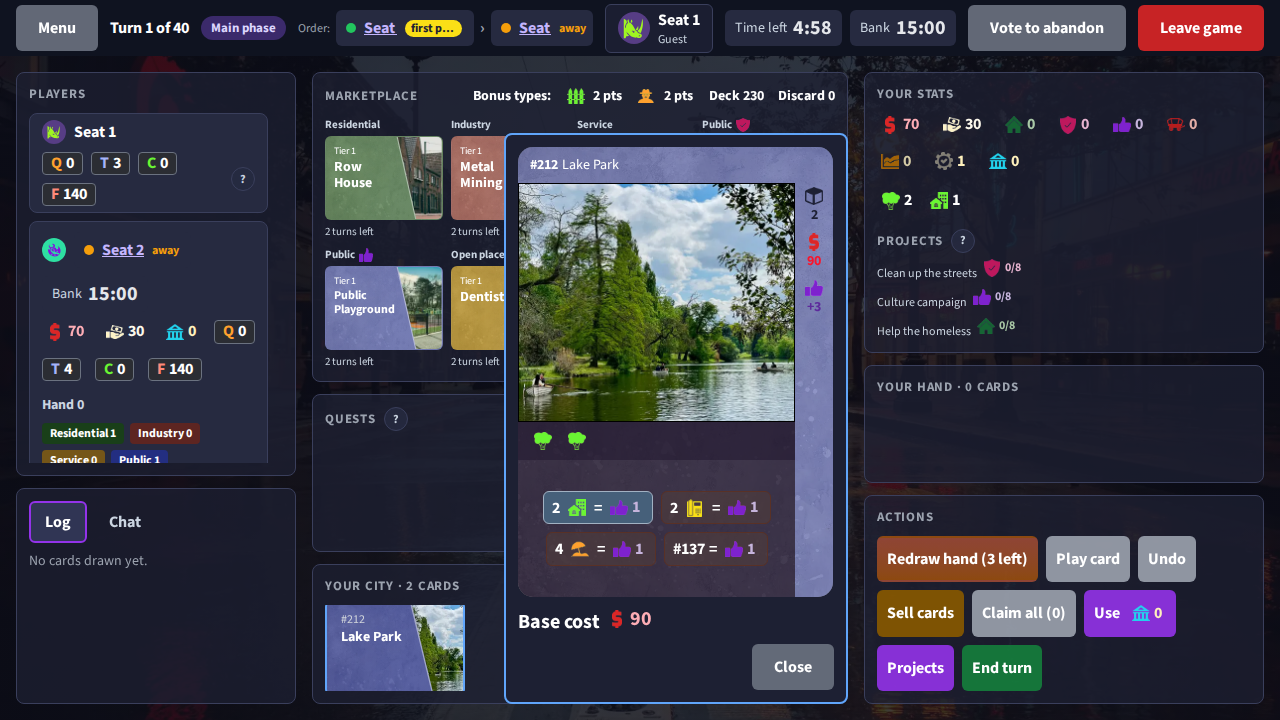 Menu
Turn 1 of 40
Main phase
Order:
Seat
first p...
›
Seat
away
Seat 1
Guest
Time left 4:58
Bank 15:00
Vote to abandon
Leave game
PLAYERS
Seat 1
Q 0
T 3
C 0
F 140
?
Seat 2 away
Bank 15:00
70
30
0
Q 0
T 4
C 0
F 140
Hand 0
Residential 1
Industry 0
Service 0
Public 1
Log
Chat
No cards drawn yet.
MARKETPLACE
Bonus types:
2 pts
2 pts
Deck 230
Discard 0
Residential
Industry
Service
Public
Tier 1
Row
House
2 turns left
Tier 1
Metal
Mining
2 turns left
Public
Open place
Tier 1
Public
Playground
2 turns left
Tier 1
Dentist
2 turns left
QUESTS ?
YOUR CITY · 2 CARDS
#212
Lake Park
#212 Lake Park
2
90
+3
2 = 1
2 = 1
4 = 1
#137 = 1
Base cost $ 90
Close
YOUR STATS
$ 70
30
0
0
0
0
0
1
0
2
1
PROJECTS ?
Clean up the streets 0/8
Culture campaign 0/8
Help the homeless 0/8
YOUR HAND · 0 CARDS
ACTIONS
Redraw hand (3 left)
Play card
Undo
Sell cards
Claim all (0)
Use 0
Projects
End turn